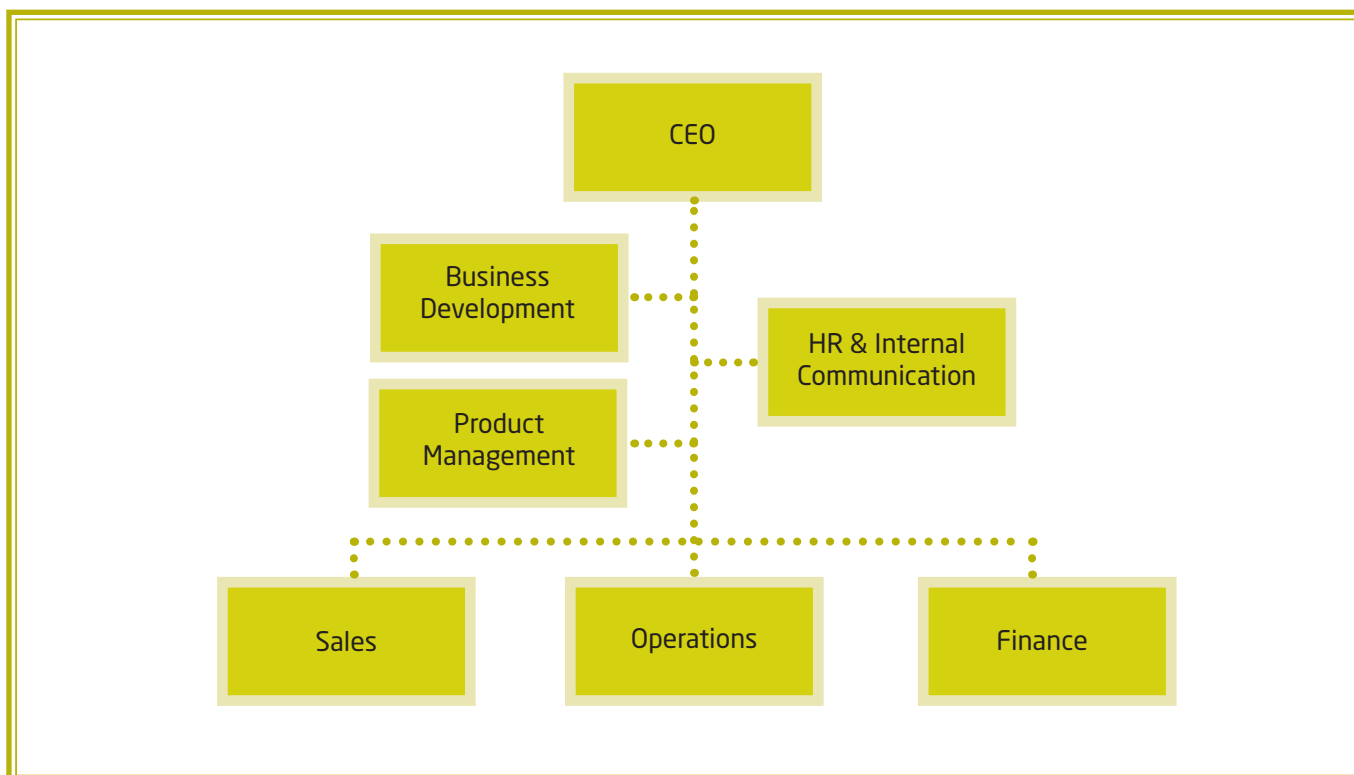 CEO
Business
Development
HR & Internal
Communication
Product
Management
Sales
Operations
Finance